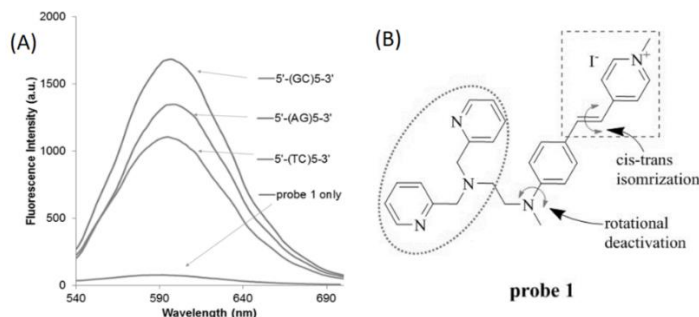 (A)
Fluorescence Intensity (a.u.)
2000
1500
1000
500
0
5'-(GC)5-3'
5'-(AG)5-3'
5'-(TC)5-3'
probe 1 only
540
590
640
690
Wavelength (nm)
(B)
CH3
N+
I-
N
N
N
N
cis-trans
isomrization
rotational
deactivation
probe 1